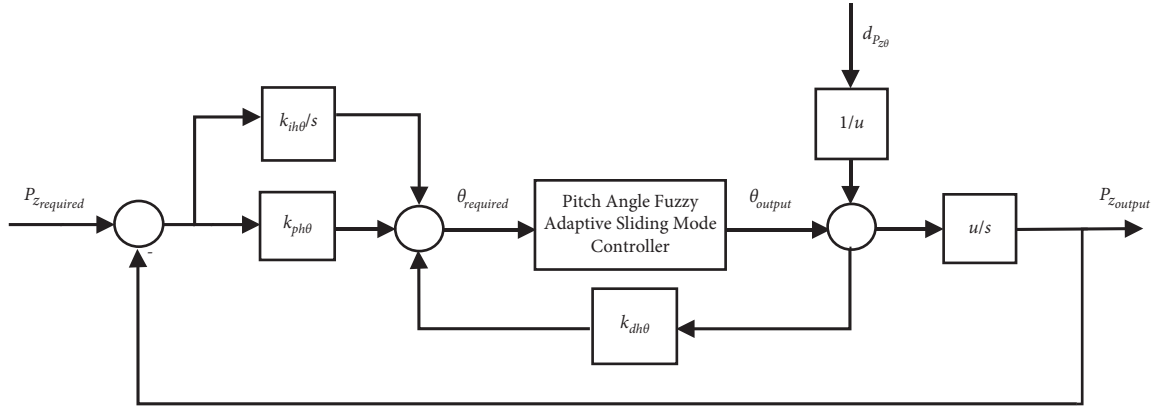 d_{P_{zθ}}
k_{ihθ}/s
1/u
P_{z_{required}}
k_{phθ}
θ_{required}
Pitch Angle Fuzzy
Adaptive Sliding Mode
Controller
θ_{output}
u/s
P_{z_{output}}
-
k_{dhθ}